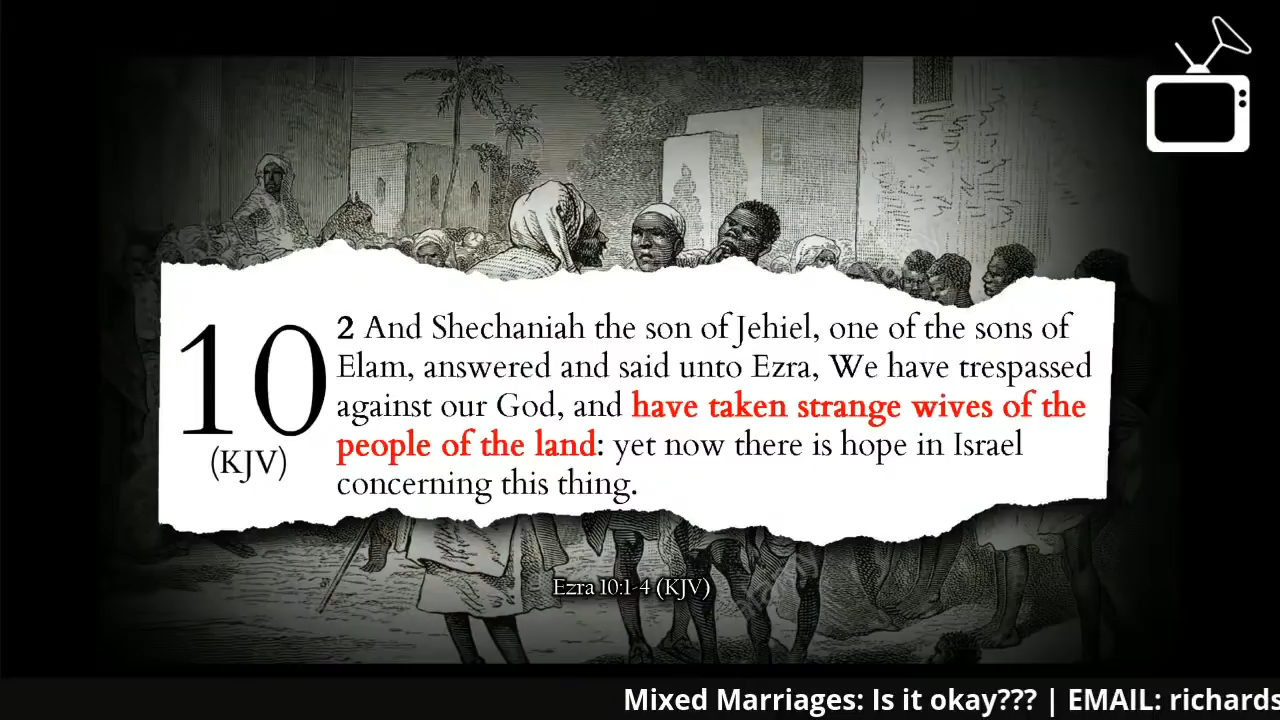 a
10
(KJV)
2 And Shechaniah the son of Jehiel, one of the sons of
Elam, answered and said unto Ezra, We have trespassed
against our God, and have taken strange wives of the
people of the land: yet now there is hope in Israel
concerning this thing.
Ezra 10:1-4 (KJV)
Mixed Marriages: Is it okay??? | EMAIL: richards